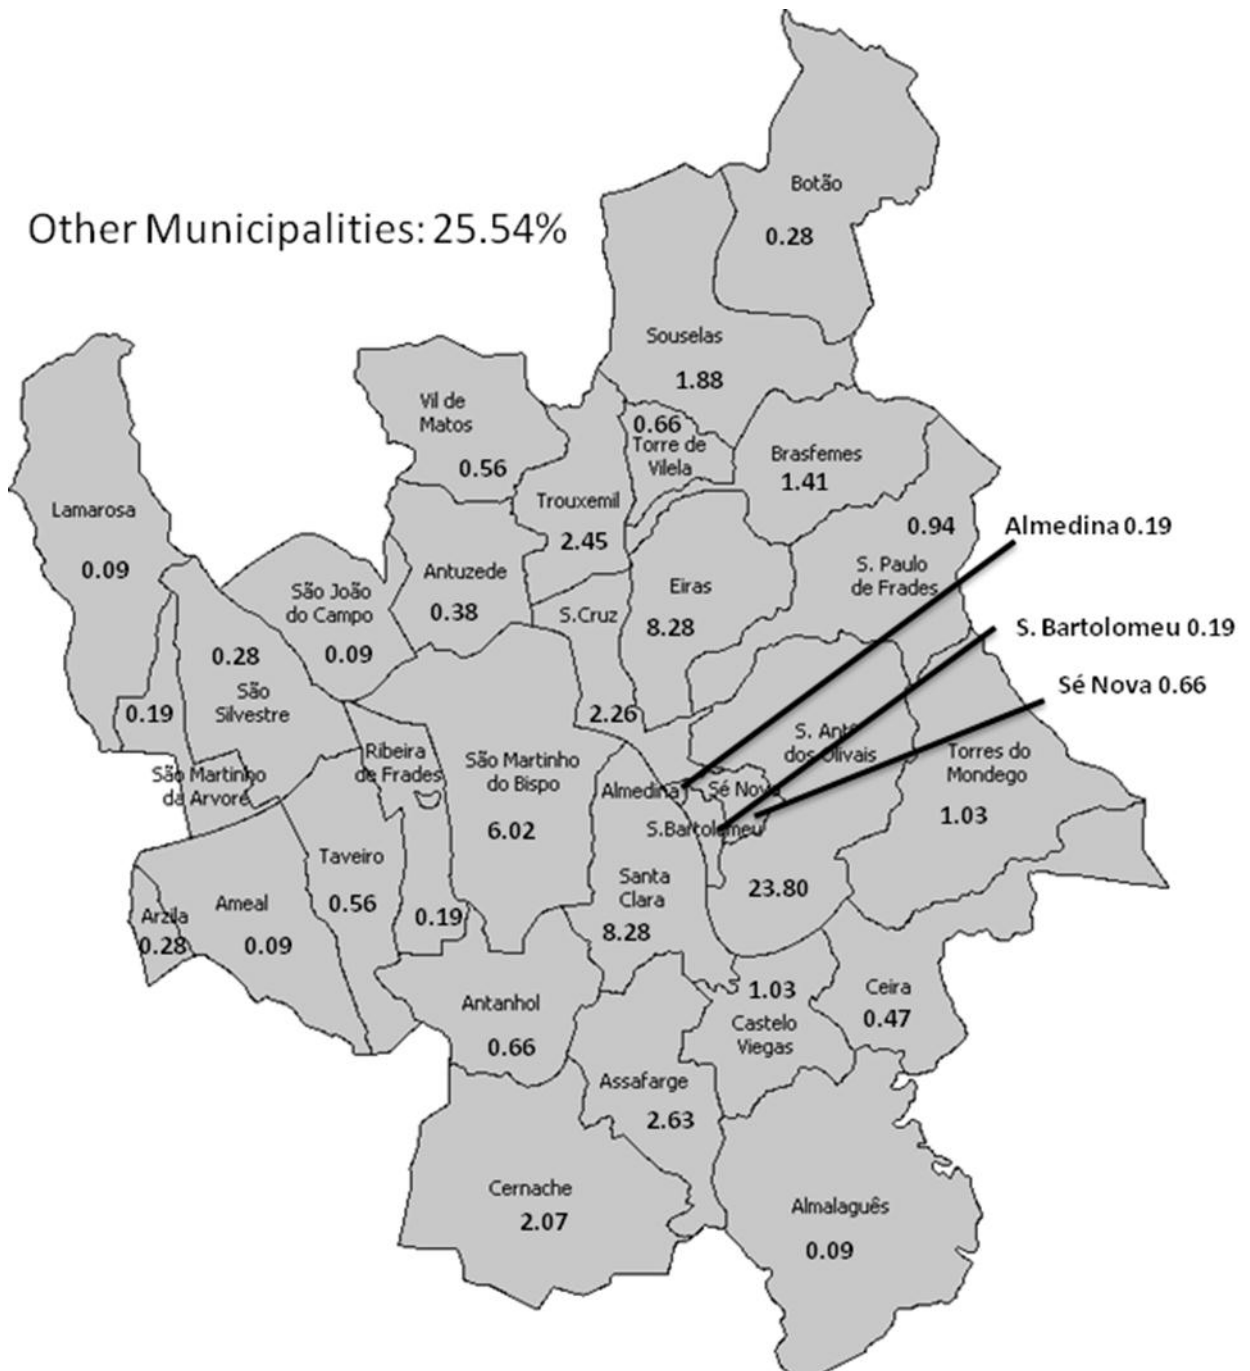 Botão
0.28
Other Municipalities: 25.54%
Souselas
1.88
Vil de
Matos
0.56
0.66
Torre de
Vilela
Brasfemes
1.41
Lamarosa
0.09
Trouxemil
2.45
0.94
S. Paulo
de Frades
Almedina 0.19
São João
do Campo
0.09
Antuzede
0.38
S.Cruz
2.26
Eiras
8.28
S. Bartolomeu 0.19
0.28
São
Silvestre
0.19
São Martinho
da Arvore
Sé Nova 0.66
Ribeira
de Frades
0.19
São Martinho
do Bispo
6.02
S. Ant
dos Olivais
23.80
Torres do
Mondego
1.03
Almedina
Sé Nova
S.Bartolomeu
Taveiro
0.56
Santa
Clara
8.28
Arzila
0.28
Ameal
0.09
Antanhol
0.66
1.03
Castelo
Viegas
Ceira
0.47
Assafarge
2.63
Cernache
2.07
Almalaguês
0.09